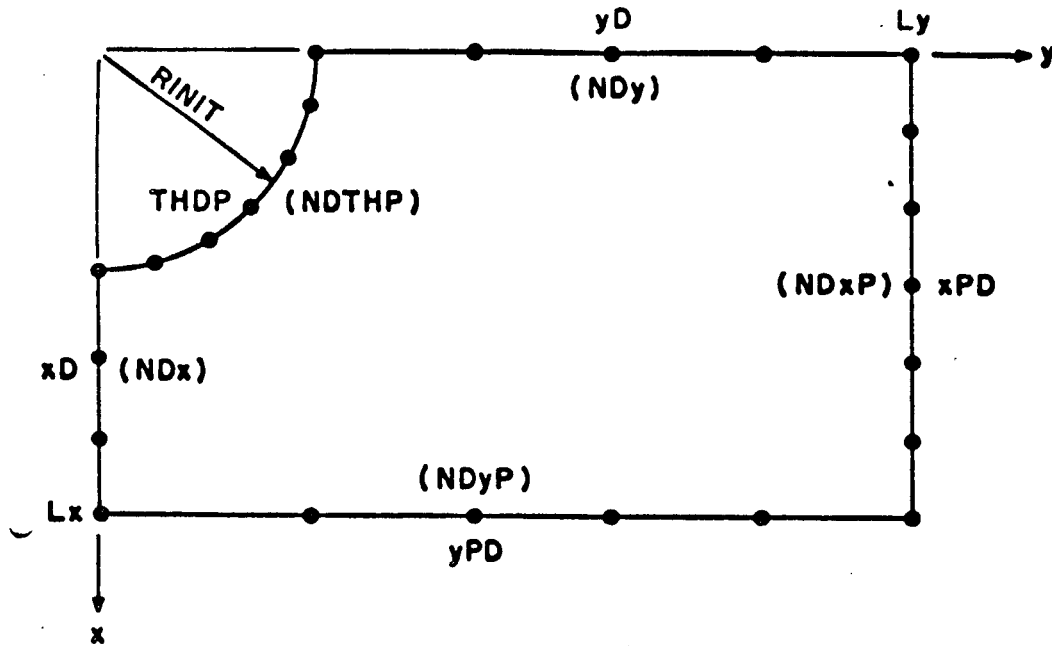 yD
Ly
y
(NDy)
RINIT
THDP
(NDTHP)
(NDxP)
xPD
xD
(NDx)
(NDyP)
Lx
yPD
x